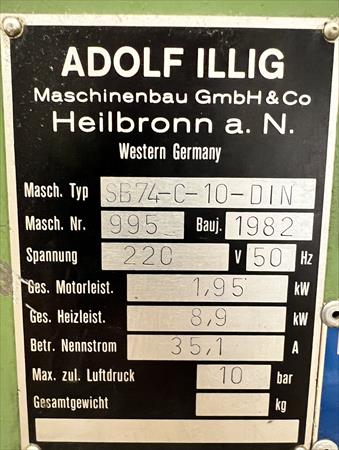 ADOLF ILLIG
Maschinenbau GmbH & Co
Heilbronn a. N.
Western Germany
Masch. Typ SB74-C-10-DIN
Masch. Nr. 995 Bauj. 1982
Spannung 220 V 50 Hz
Ges. Motorleist. 1,95 kW
Ges. Heizleist. 8,9 kW
Betr. Nennstrom 35,1 A
Max. zul. Luftdruck 10 bar
Gesamtgewicht kg